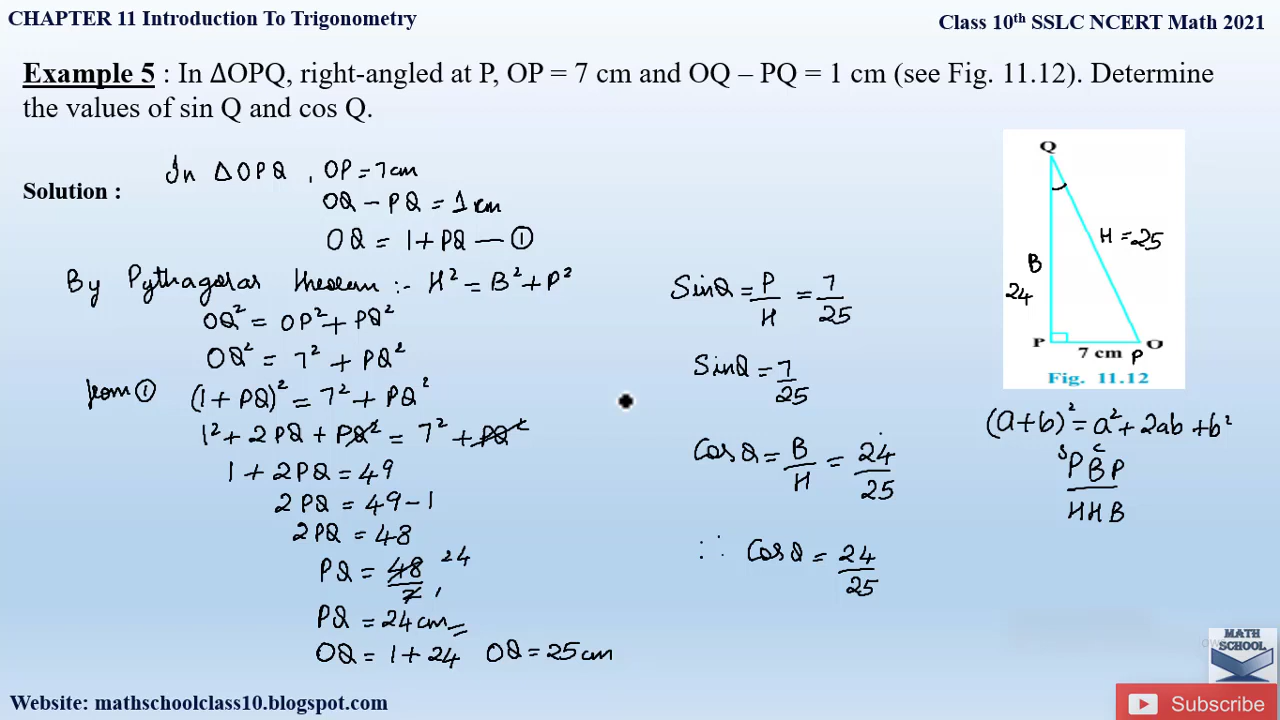 CHAPTER 11 Introduction To Trigonometry
Class 10th SSLC NCERT Math 2021
Example 5 : In ΔOPQ, right-angled at P, OP = 7 cm and OQ – PQ = 1 cm (see Fig. 11.12). Determine
the values of sin Q and cos Q.
Solution :
In ΔOPQ, OP = 7cm
OQ – PQ = 1 cm
OQ = 1 + PQ — ①
By Pythagoras theorem :- H² = B² + P²
OQ² = OP² + PQ²
OQ² = 7² + PQ²
from ① (1 + PQ)² = 7² + PQ²
1² + 2PQ + PQ² = 7² + PQ²
1 + 2PQ = 49
2PQ = 49 – 1
2PQ = 48
PQ = 48/2 24 1
PQ = 24cm
OQ = 1 + 24 OQ = 25cm
SinQ = P/H = 7/25
SinQ = 7/25
CosQ = B/H = 24/25
∴ CosQ = 24/25
Q
H = 25
B
24
P
O
7 cm P
Fig. 11.12
(a+b)² = a² + 2ab + b²
S C
P B P
H H B
MATH
SCHOOL
Website: mathschoolclass10.blogspot.com
Subscribe